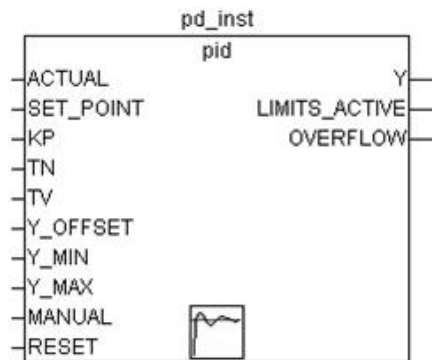 pd_inst
pid
ACTUAL Y
SET_POINT LIMITS_ACTIVE
KP OVERFLOW
TN
TV
Y_OFFSET
Y_MIN
Y_MAX
MANUAL
RESET